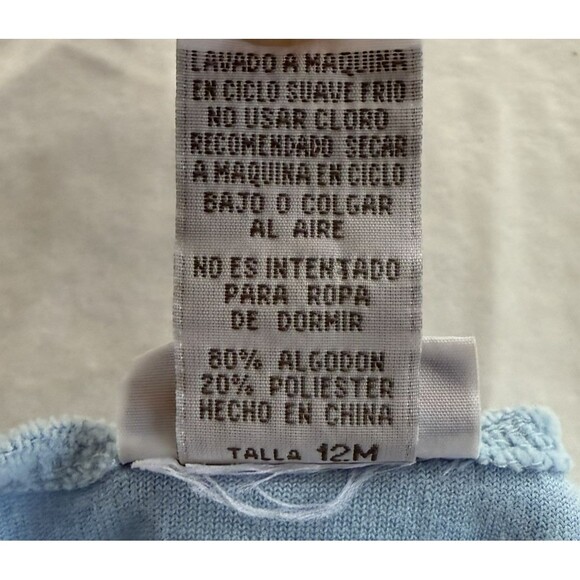 LAVADO A MAQUINA
EN CICLO SUAVE FRIO
NO USAR CLORO
RECOMENDADO SECAR
A MAQUINA EN CICLO
BAJO O COLGAR
AL AIRE
NO ES INTENTADO
PARA ROPA
DE DORMIR
80% ALGODON
20% POLIESTER
HECHO EN CHINA
TALLA 12M